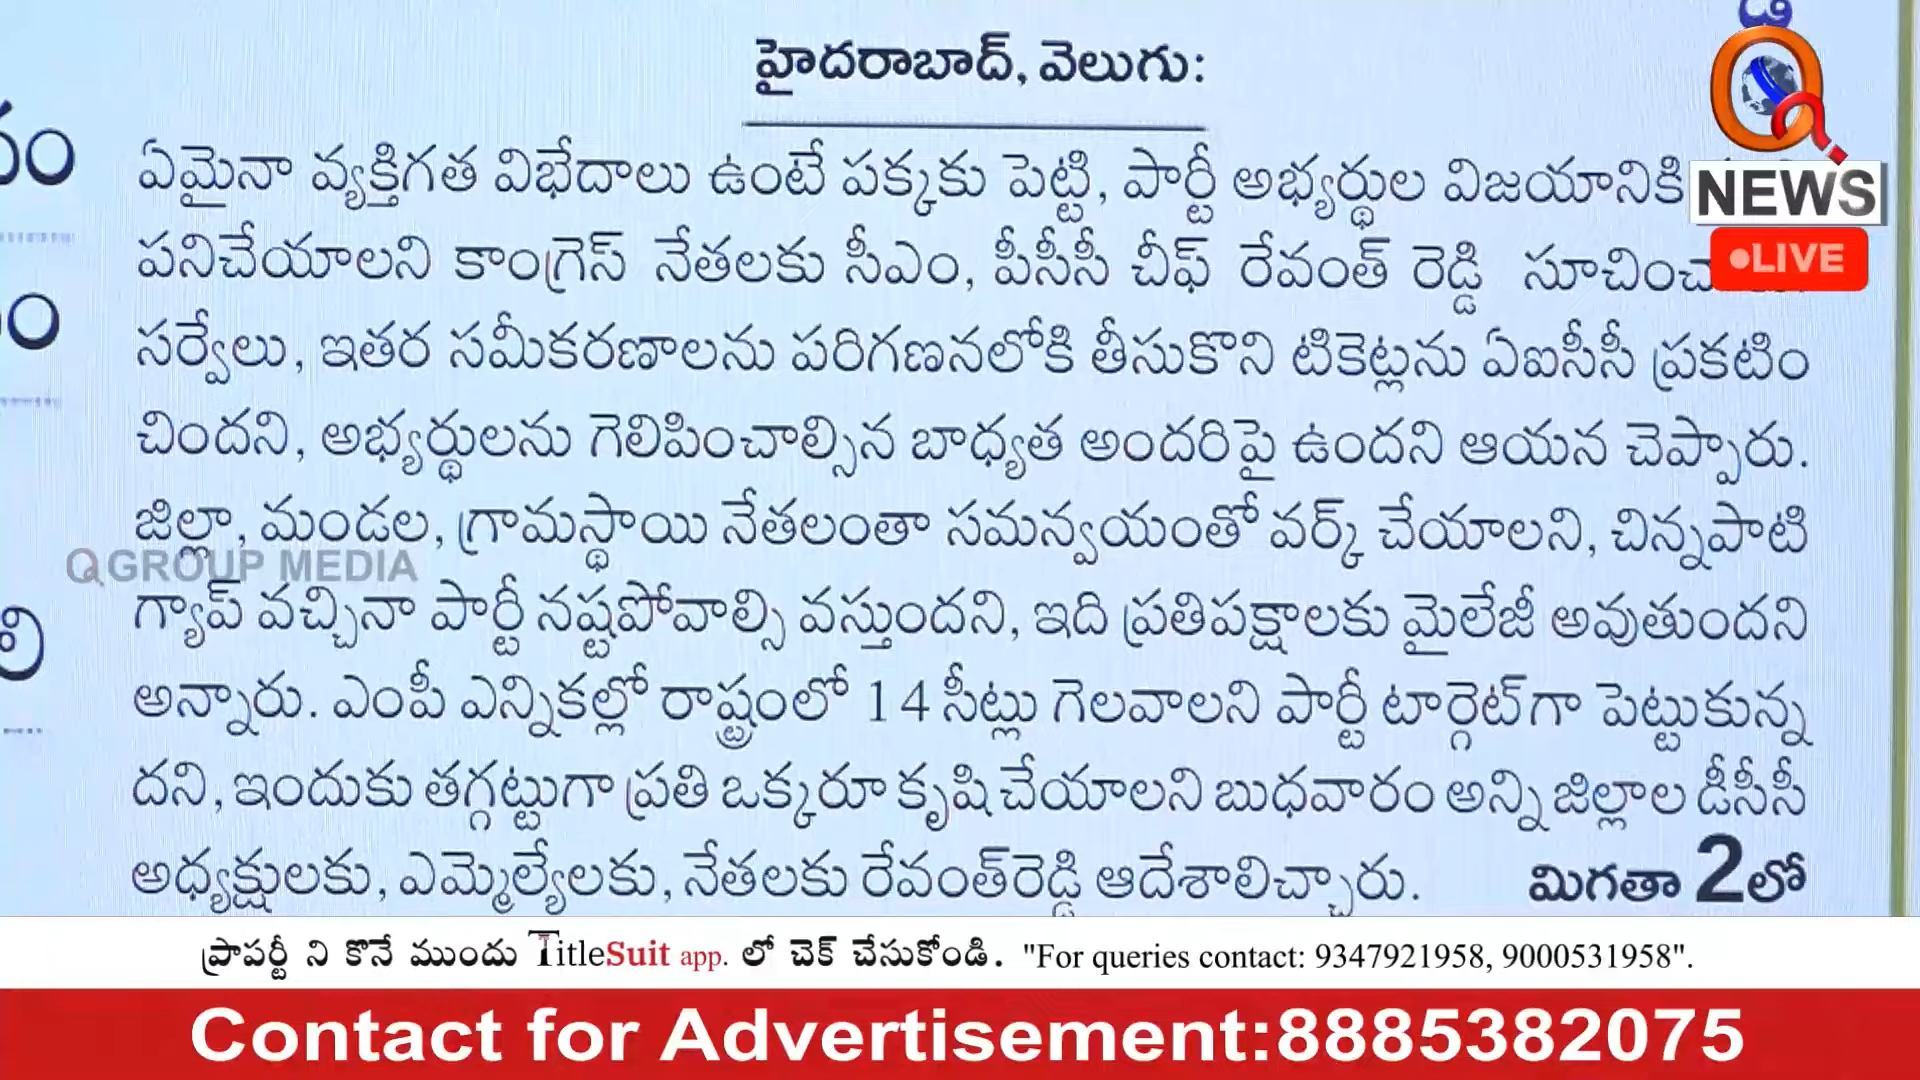 హైదరాబాద్, వెలుగు:
ఏమైనా వ్యక్తిగత విభేదాలు ఉంటే పక్కకు పెట్టి, పార్టీ అభ్యర్థుల విజయానికి
పనిచేయాలని కాంగ్రెస్ నేతలకు సీఎం, పీసీసీ చీఫ్ రేవంత్ రెడ్డి
సర్వేలు, ఇతర సమీకరణాలను పరిగణనలోకి తీసుకొని టికెట్లను ఏఐసీసీ ప్రకటిం
చిందని, అభ్యర్థులను గెలిపించాల్సిన బాధ్యత అందరిపై ఉందని ఆయన చెప్పారు.
జిల్లా, మండల, గ్రామస్థాయి నేతలంతా సమన్వయంతో వర్క్ చేయాలని, చిన్నపాటి
గ్యాప్ వచ్చినా పార్టీ నష్టపోవాల్సి వస్తుందని, ఇది ప్రతిపక్షాలకు మైలేజీ అవుతుందని
అన్నారు. ఎంపీ ఎన్నికల్లో రాష్ట్రంలో 14 సీట్లు గెలవాలని పార్టీ టార్గెట్‌గా పెట్టుకున్న
దని, ఇందుకు తగ్గట్టుగా ప్రతి ఒక్కరూ కృషి చేయాలని బుధవారం అన్ని జిల్లాల డీసీసీ
అధ్యక్షులకు, ఎమ్మెల్యేలకు, నేతలకు రేవంత్‌రెడ్డి ఆదేశాలిచ్చారు. మిగతా 2లో
Q
NEWS
LIVE
Q GROUP MEDIA
ప్రాపర్టీ ని కొనే ముందు TitleSuit app. లో చెక్ చేసుకోండి. "For queries contact: 9347921958, 9000531958".
Contact for Advertisement:8885382075